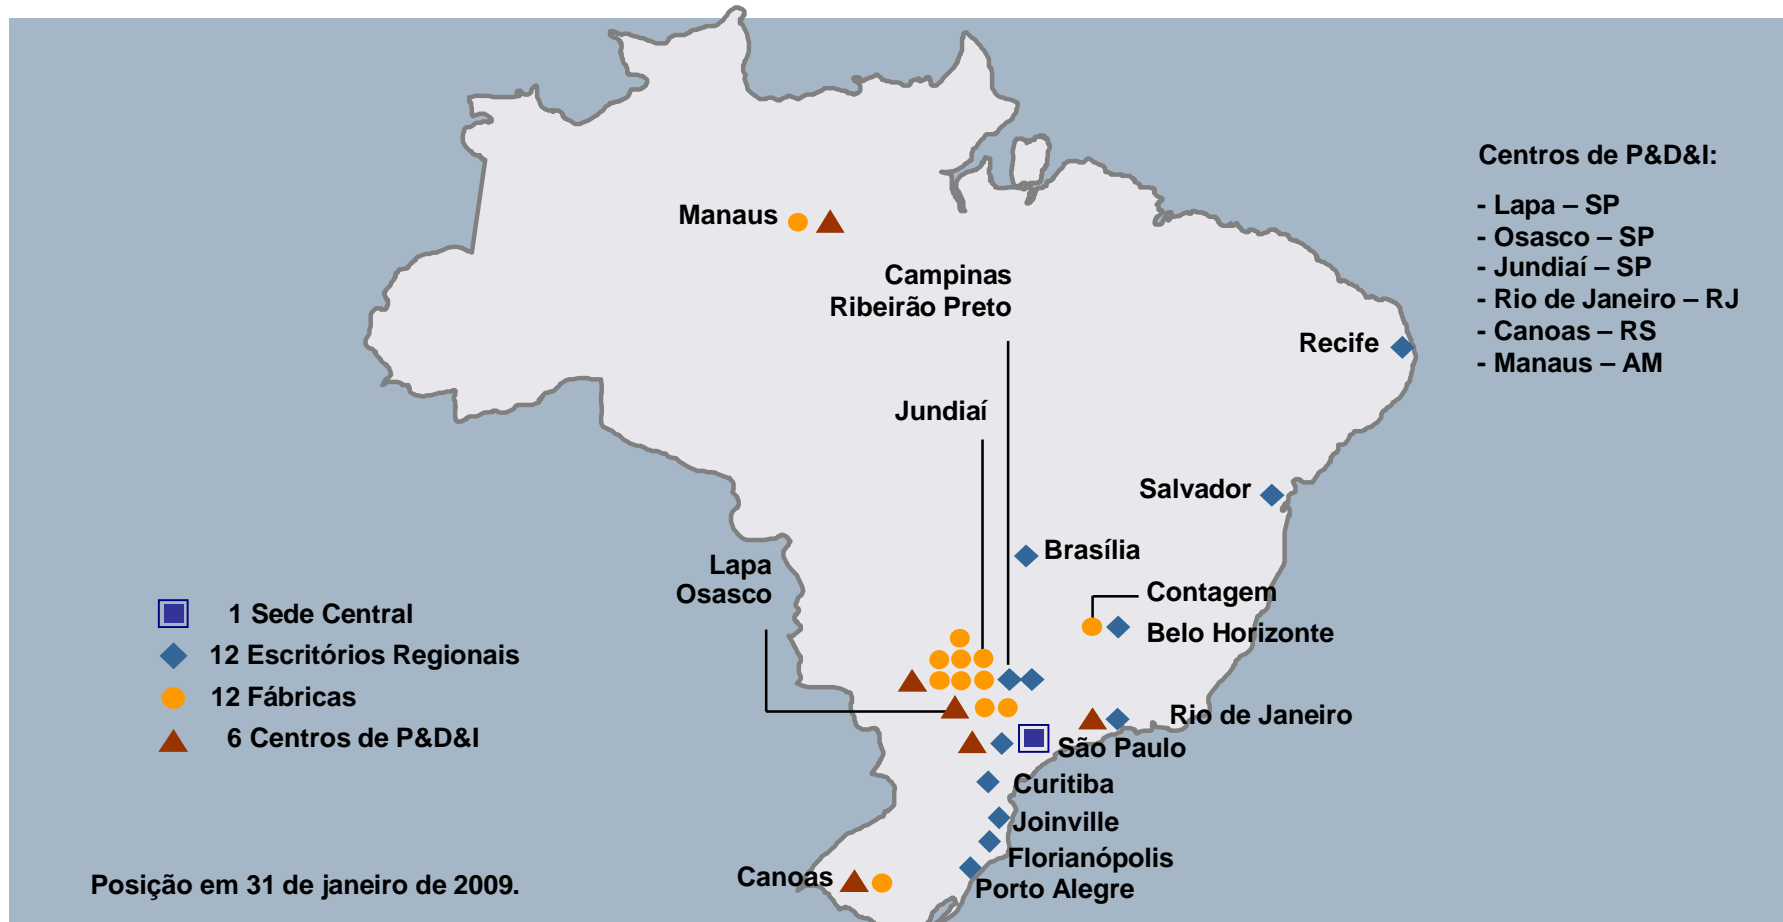 Centros de P&D&I:
- Lapa – SP
- Osasco – SP
- Jundiaí – SP
- Rio de Janeiro – RJ
- Canoas – RS
- Manaus – AM
Manaus
Campinas
Ribeirão Preto
Recife
Jundiaí
Salvador
Brasília
Lapa
Osasco
Contagem
Belo Horizonte
1 Sede Central
12 Escritórios Regionais
12 Fábricas
6 Centros de P&D&I
Rio de Janeiro
São Paulo
Curitiba
Joinville
Florianópolis
Canoas
Porto Alegre
Posição em 31 de janeiro de 2009.